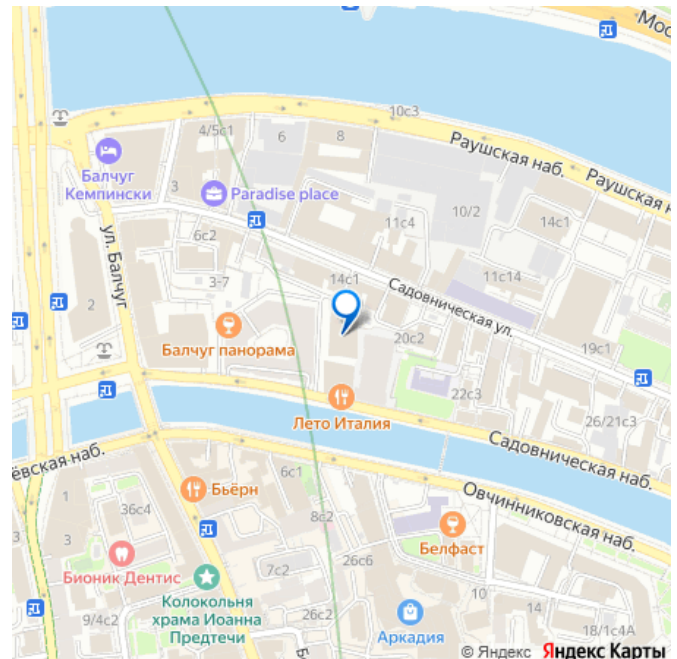 Мос
10с3
4/5с1
6
8
Раушская наб.
Раушская н
Балчуг
Кемпински
3
Paradise place
10/2
14с1
11с4
6с2
ул. Балчуг
3-7
14с1
11с14
Садовническая ул.
2
Балчуг панорама
20с2
19с1
22с3
Лето Италия
26/21с3
Садовническая наб.
ёвская наб.
Бьёрн
6с1
Овчинниковская наб.
1
36с4
8с2
Белфаст
3
Бионик Дентис
7с2
26с6
10
Колокольня
храма Иоанна
Предтечи
14
9/4с2
26с2
Б
Аркадия
18/1с4А
© Яндекс Яндекс Карты